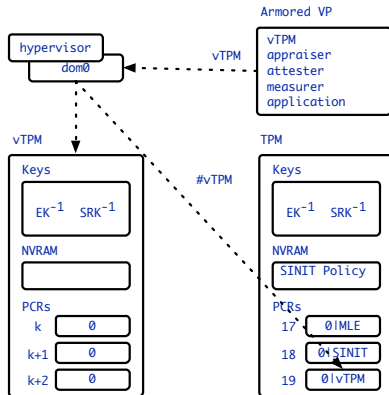 Armored VP
hypervisor
dom0
vTPM
vTPM
appraiser
attester
measurer
application
vTPM
Keys
EK-1 SRK-1
NVRAM
PCRs
k 0
k+1 0
k+2 0
#vTPM
TPM
Keys
EK-1 SRK-1
NVRAM
SINIT Policy
PCRs
17 0|MLE
18 0|SINIT
19 0|vTPM